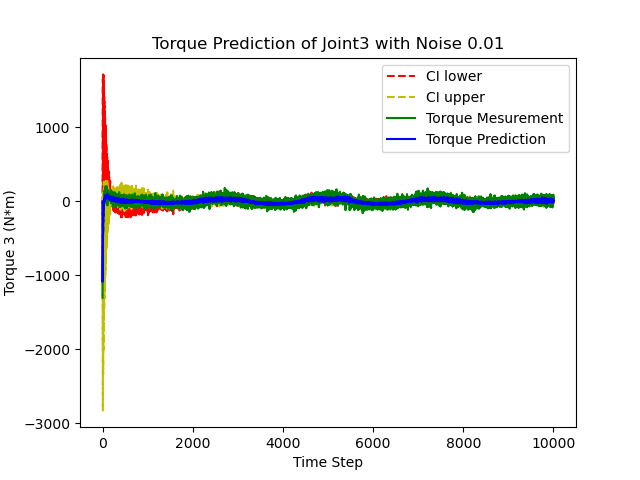 Torque Prediction of Joint3 with Noise 0.01
CI lower
CI upper
Torque Mesurement
Torque Prediction
Torque 3 (N*m)
1000
0
−1000
−2000
−3000
0 2000 4000 6000 8000 10000
Time Step